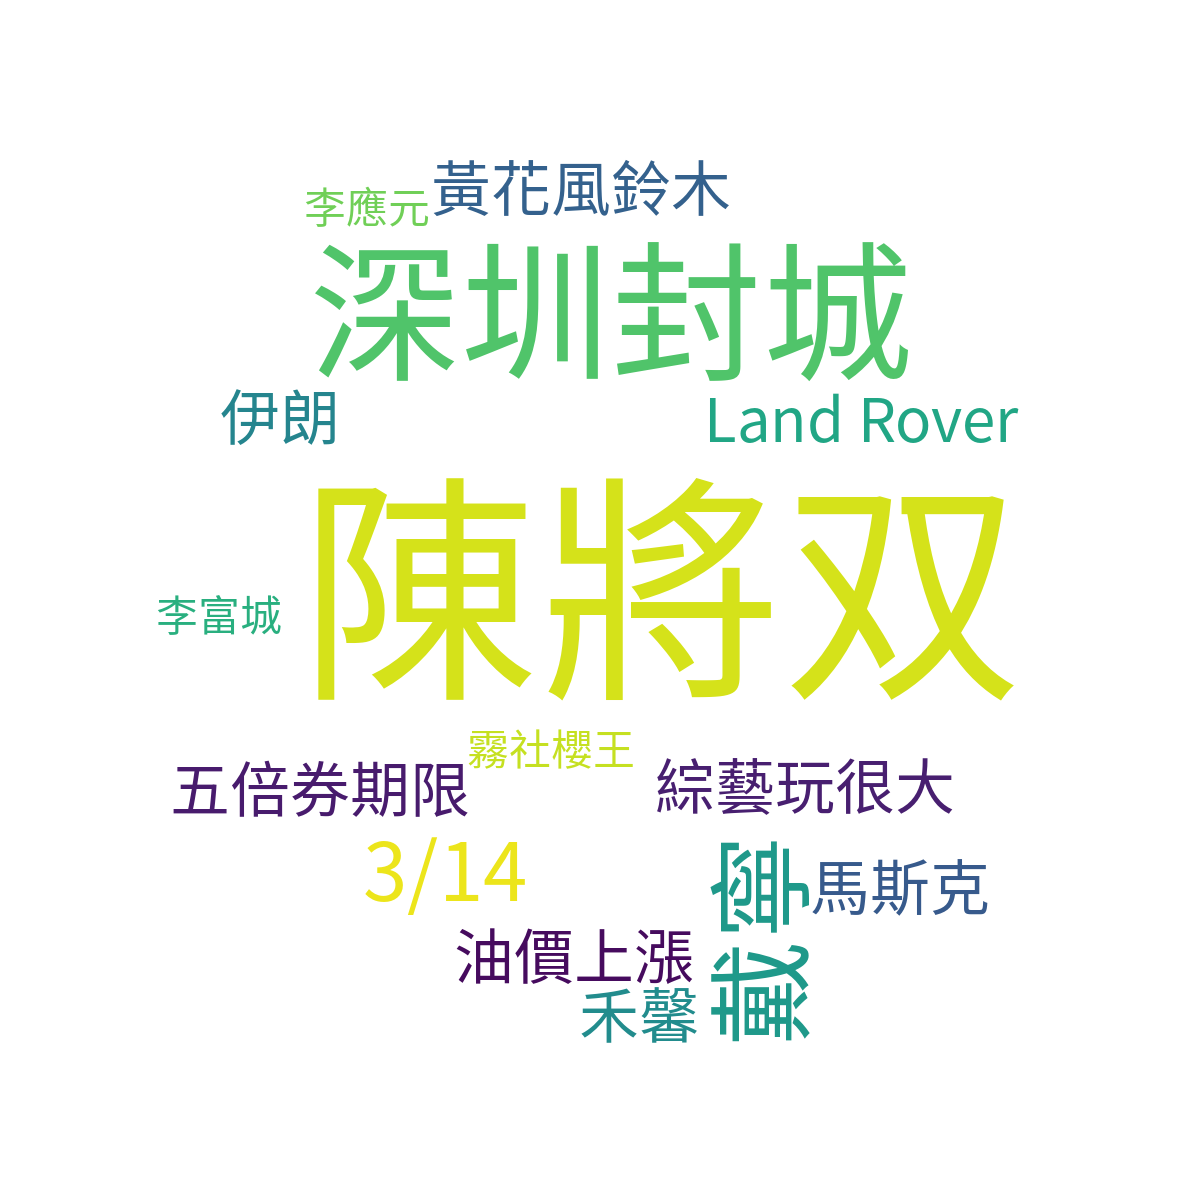 黃花風鈴木
李應元
深圳封城
伊朗
Land Rover
陳將双
李富城
霧社櫻王
五倍券期限
綜藝玩很大
3/14
戴寧
馬斯克
油價上漲
禾馨